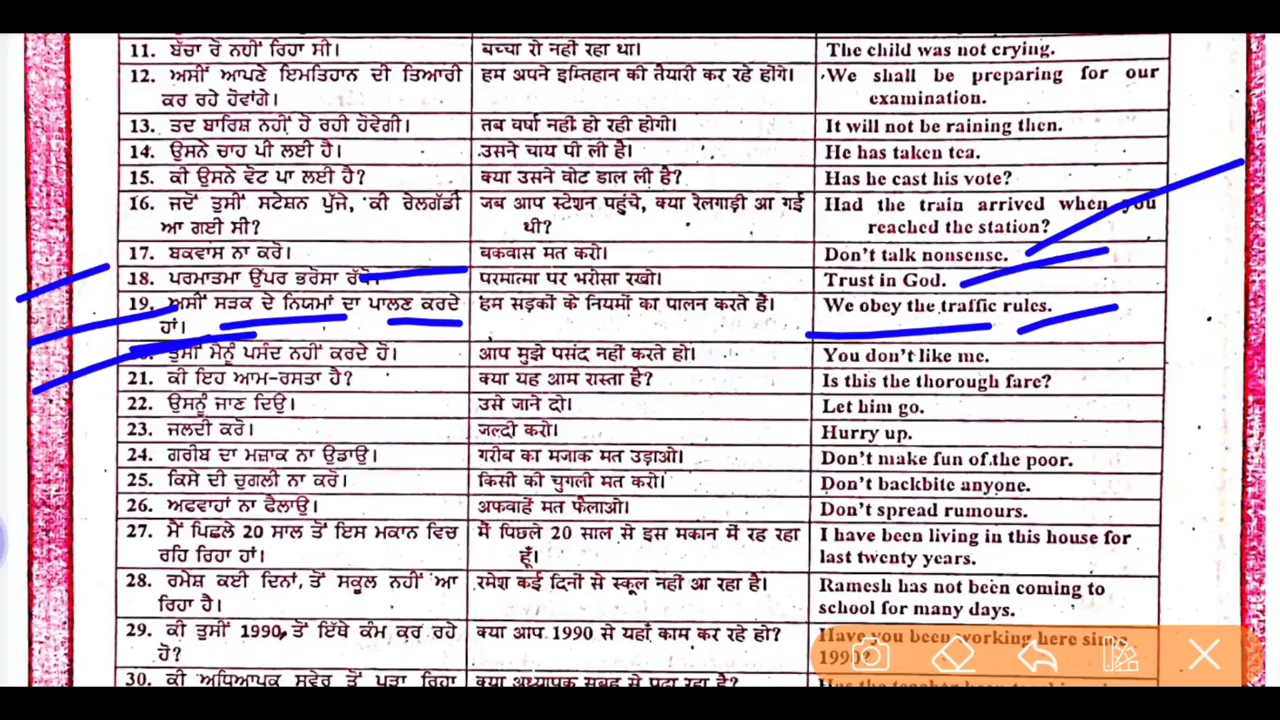 11. ਬੱਚਾ ਰੋ ਨਹੀਂ ਰਿਹਾ ਸੀ। बच्चा रो नहीं रहा था। The child was not crying.
12. ਅਸੀਂ ਆਪਣੇ ਇਮਤਿਹਾਨ ਦੀ ਤਿਆਰੀ हम अपने इम्तिहान की तैयारी कर रहे होंगे। We shall be preparing for our
ਕਰ ਰਹੇ ਹੋਵਾਂਗੇ। examination.
13. ਤਦ ਬਾਰਿਸ਼ ਨਹੀਂ ਹੋ ਰਹੀ ਹੋਵੇਗੀ। तब वर्षा नहीं हो रही होगी। It will not be raining then.
14. ਉਸਨੇ ਚਾਹ ਪੀ ਲਈ ਹੈ। उसने चाय पी ली है। He has taken tea.
15. ਕੀ ਉਸਨੇ ਵੋਟ ਪਾ ਲਈ ਹੈ? क्या उसने वोट डाल ली है? Has he cast his vote?
16. ਜਦੋਂ ਤੁਸੀਂ ਸਟੇਸ਼ਨ ਪੁੱਜੇ, ਕੀ ਰੇਲਗੱਡੀ जब आप स्टेशन पहुंचे, क्या रेलगाड़ी आ गई Had the train arrived when you
ਆ ਗਈ ਸੀ? थी? reached the station?
17. ਬਕਵਾਸ ਨਾ ਕਰੋ। बकवास मत करो। Don't talk nonsense.
18. ਪਰਮਾਤਮਾ ਉੱਪਰ ਭਰੋਸਾ परमात्मा पर भरोसा रखो। Trust in God.
19. ਅਸੀਂ ਸੜਕ ਦੇ ਨਿਯਮਾਂ ਦਾ ਪਾਲਣ ਕਰਦੇ हम सड़कों के नियमों का पालन करते हैं। We obey the traffic rules.
ਹਾਂ।
ਤੁਸੀਂ ਮੈਨੂੰ ਪਸੰਦ ਨਹੀਂ ਕਰਦੇ ਹੋ। आप मुझे पसंद नहीं करते हो। You don't like me.
21. ਕੀ ਇਹ ਆਮ-ਰਸਤਾ ਹੈ? क्या यह आम रास्ता है? Is this the thorough fare?
22. ਉਸਨੂੰ ਜਾਣ ਦਿਉ। उसे जाने दो। Let him go.
23. ਜਲਦੀ ਕਰੋ। जल्दी करो। Hurry up.
24. ਗਰੀਬ ਦਾ ਮਜ਼ਾਕ ਨਾ ਉਡਾਉ। गरीब का मजाक मत उड़ाओ। Don't make fun of the poor.
25. ਕਿਸੇ ਦੀ ਚੁਗਲੀ ਨਾ ਕਰੋ। किसी की चुगली मत करो। Don't backbite anyone.
26. ਅਫਵਾਹਾਂ ਨਾ ਫੈਲਾਉ। अफवाहें मत फैलाओ। Don't spread rumours.
27. ਮੈਂ ਪਿਛਲੇ 20 ਸਾਲ ਤੋਂ ਇਸ ਮਕਾਨ ਵਿਚ मैं पिछले 20 साल से इस मकान में रह रहा I have been living in this house for
ਰਹਿ ਰਿਹਾ ਹਾਂ। हूँ। last twenty years.
28. ਰਮੇਸ਼ ਕਈ ਦਿਨਾਂ ਤੋਂ ਸਕੂਲ ਨਹੀਂ ਆ रमेश कई दिनों से स्कूल नहीं आ रहा है। Ramesh has not been coming to
ਰਿਹਾ ਹੈ। school for many days.
29. ਕੀ ਤੁਸੀਂ 1990 ਤੋਂ ਇੱਥੇ ਕੰਮ ਕਰ ਰਹੇ क्या आप 1990 से यहाँ काम कर रहे हो? Have you been working here since
ਹੋ? 1990?
30. ਕੀ ਅਧਿਆਪਕ ਸਵੇਰ ਤੋਂ ਪੜਾ ਰਿਹਾ क्या अध्यापक सुबह से पढ़ा रहा है?